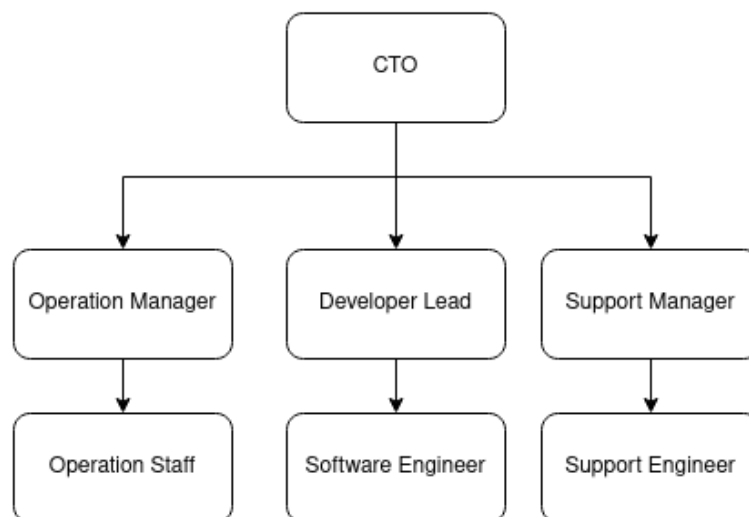 CTO
Operation Manager
Developer Lead
Support Manager
Operation Staff
Software Engineer
Support Engineer